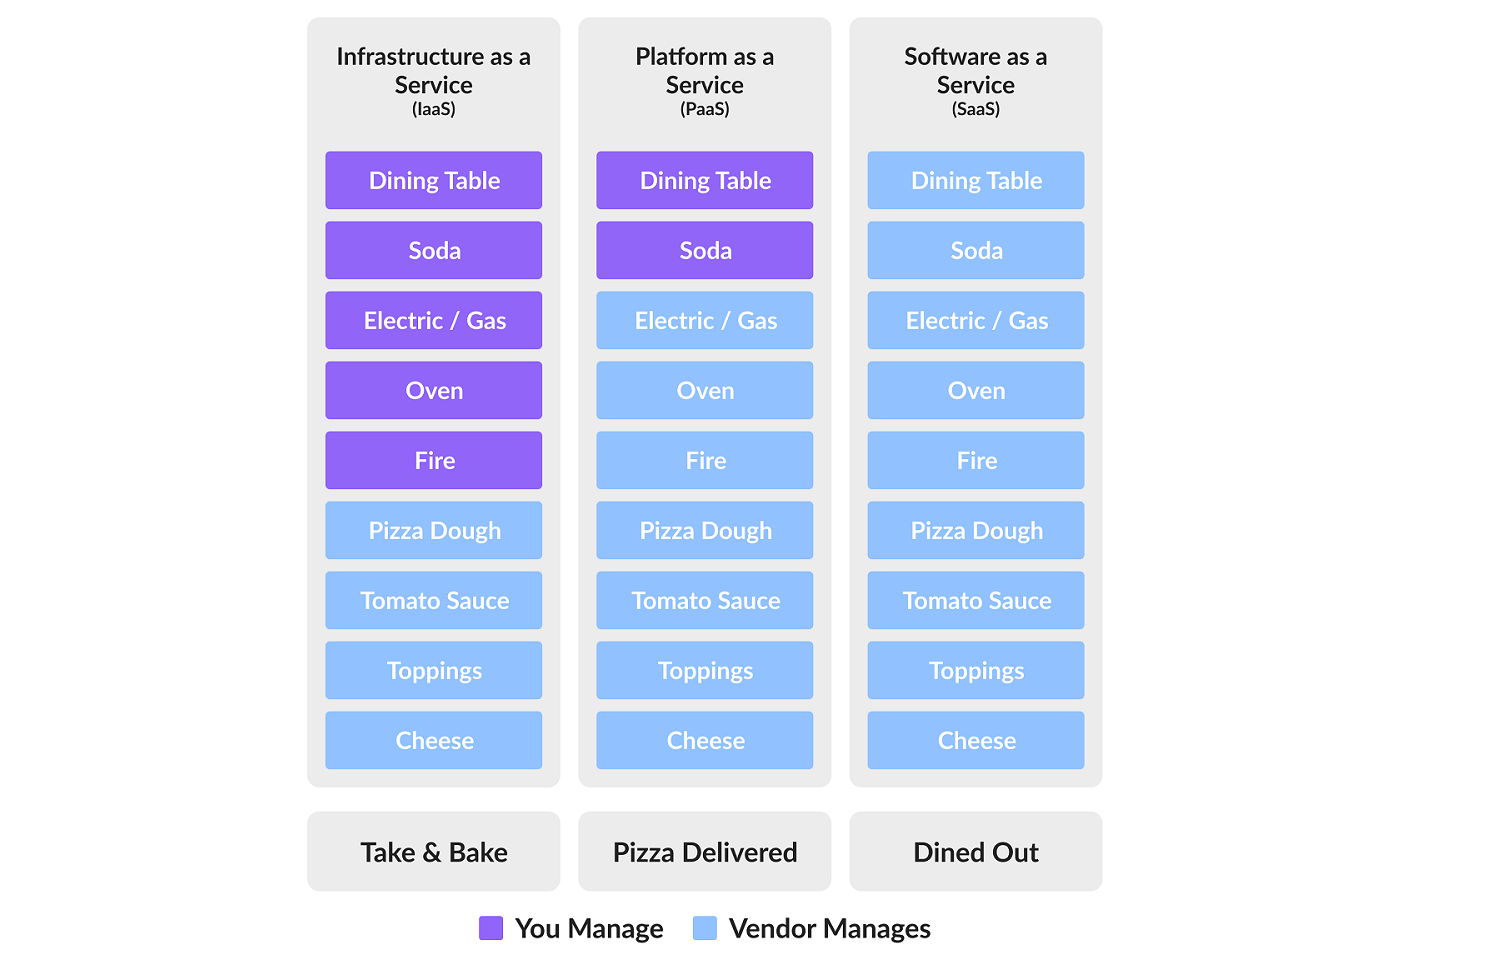 Infrastructure as a
Service
(IaaS)
Dining Table
Soda
Electric / Gas
Oven
Fire
Pizza Dough
Tomato Sauce
Toppings
Cheese
Take & Bake
Platform as a
Service
(PaaS)
Dining Table
Soda
Electric / Gas
Oven
Fire
Pizza Dough
Tomato Sauce
Toppings
Cheese
Pizza Delivered
Software as a
Service
(SaaS)
Dining Table
Soda
Electric / Gas
Oven
Fire
Pizza Dough
Tomato Sauce
Toppings
Cheese
Dined Out
You Manage
Vendor Manages